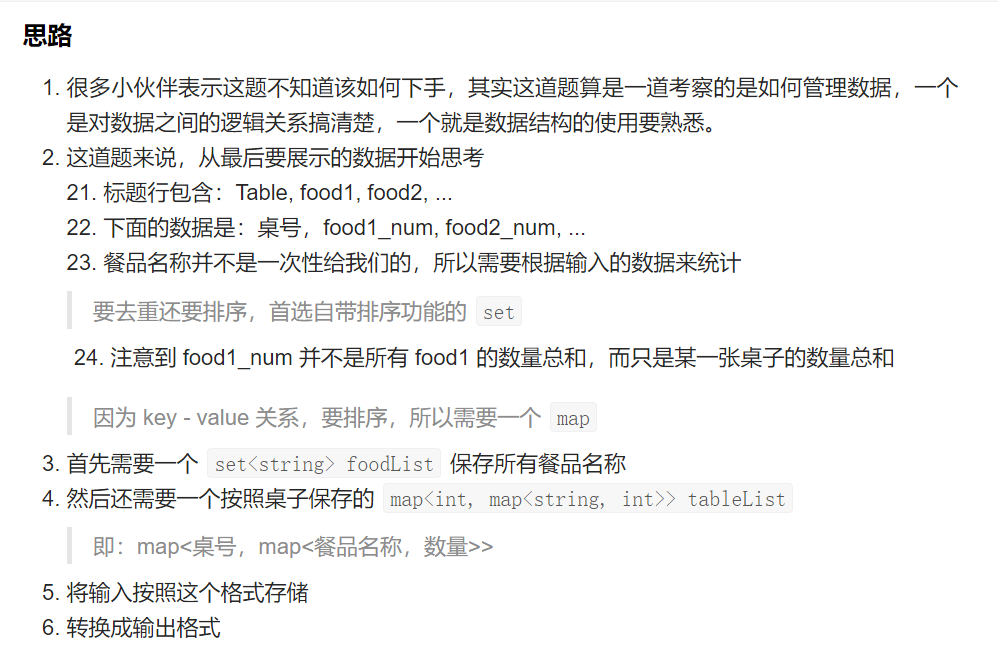 思路
1. 很多小伙伴表示这题不知道该如何下手，其实这道题算是一道考察的是如何管理数据，一个
是对数据之间的逻辑关系搞清楚，一个就是数据结构的使用要熟悉。
2. 这道题来说，从最后要展示的数据开始思考
21. 标题行包含：Table, food1, food2, ...
22. 下面的数据是：桌号，food1_num, food2_num, ...
23. 餐品名称并不是一次性给我们的，所以需要根据输入的数据来统计
要去重还要排序，首选自带排序功能的 set
24. 注意到 food1_num 并不是所有 food1 的数量总和，而只是某一张桌子的数量总和
因为 key - value 关系，要排序，所以需要一个 map
3. 首先需要一个 set<string> foodList 保存所有餐品名称
4. 然后还需要一个按照桌子保存的 map<int, map<string, int>> tableList
即：map<桌号，map<餐品名称，数量>>
5. 将输入按照这个格式存储
6. 转换成输出格式